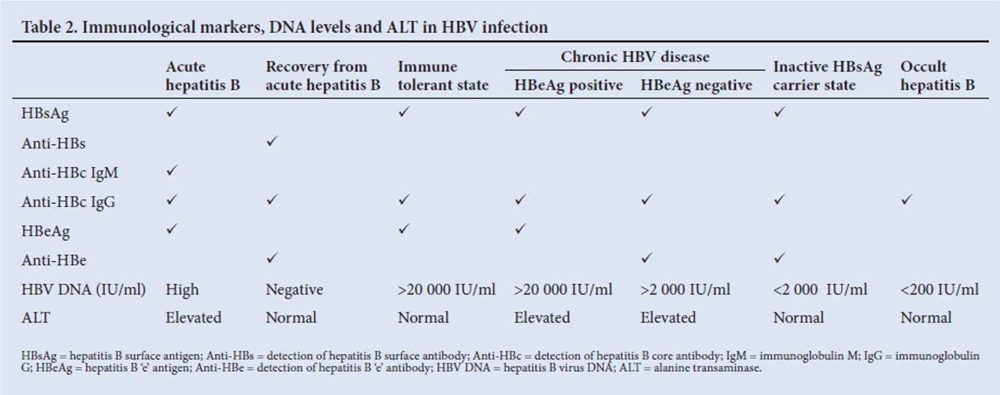 Table 2. Immunological markers, DNA levels and ALT in HBV infection
Chronic HBV disease
Acute hepatitis B Recovery from acute hepatitis B Immune tolerant state HBeAg positive HBeAg negative Inactive HBsAg carrier state Occult hepatitis B
HBsAg ✓ ✓ ✓ ✓ ✓
Anti-HBs ✓
Anti-HBc IgM ✓
Anti-HBc IgG ✓ ✓ ✓ ✓ ✓ ✓ ✓
HBeAg ✓ ✓ ✓
Anti-HBe ✓ ✓ ✓
HBV DNA (IU/ml) High Negative >20 000 IU/ml >20 000 IU/ml >2 000 IU/ml <2 000 IU/ml <200 IU/ml
ALT Elevated Normal Normal Elevated Elevated Normal Normal
HBsAg = hepatitis B surface antigen; Anti-HBs = detection of hepatitis B surface antibody; Anti-HBc = detection of hepatitis B core antibody; IgM = immunoglobulin M; IgG = immunoglobulin
G; HBeAg = hepatitis B ‘e’ antigen; Anti-HBe = detection of hepatitis B ‘e’ antibody; HBV DNA = hepatitis B virus DNA; ALT = alanine transaminase.